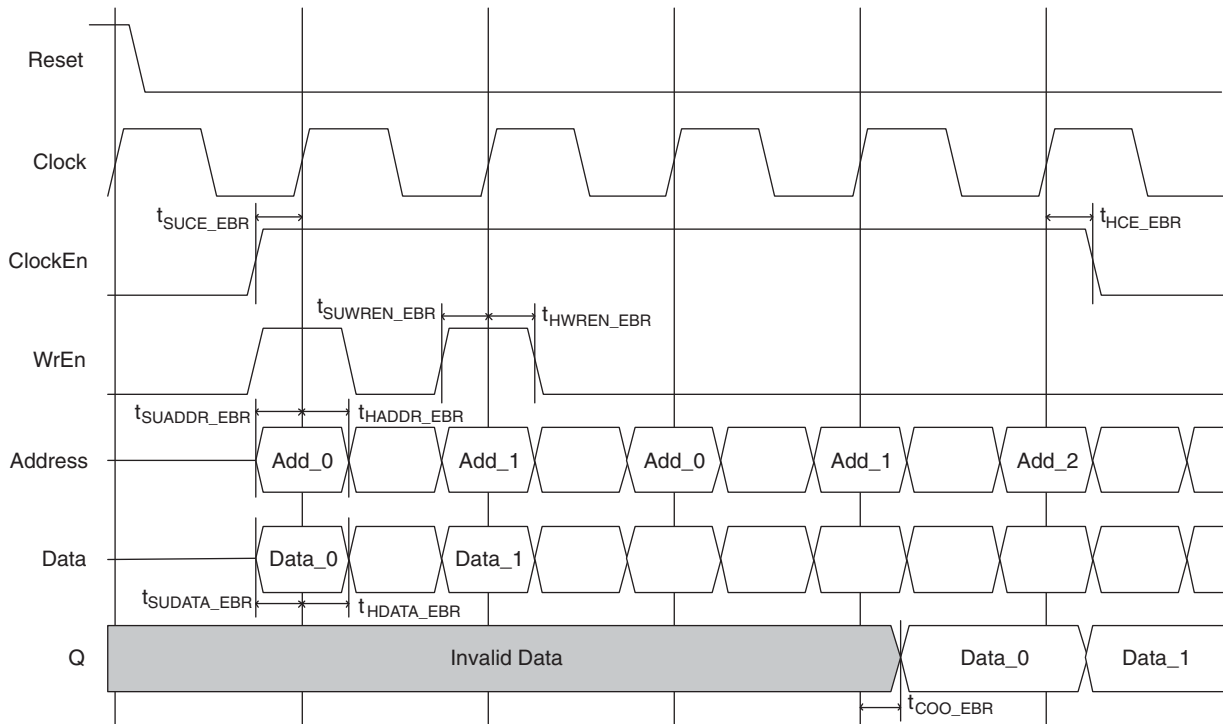 Reset
Clock
tSUCE_EBR
tHCE_EBR
ClockEn
tSUWREN_EBR
tHWREN_EBR
WrEn
tSUADDR_EBR
tHADDR_EBR
Address
Add_0
Add_1
Add_0
Add_1
Add_2
Data
Data_0
Data_1
tSUDATA_EBR
tHDATA_EBR
Q
Invalid Data
Data_0
Data_1
tCOO_EBR